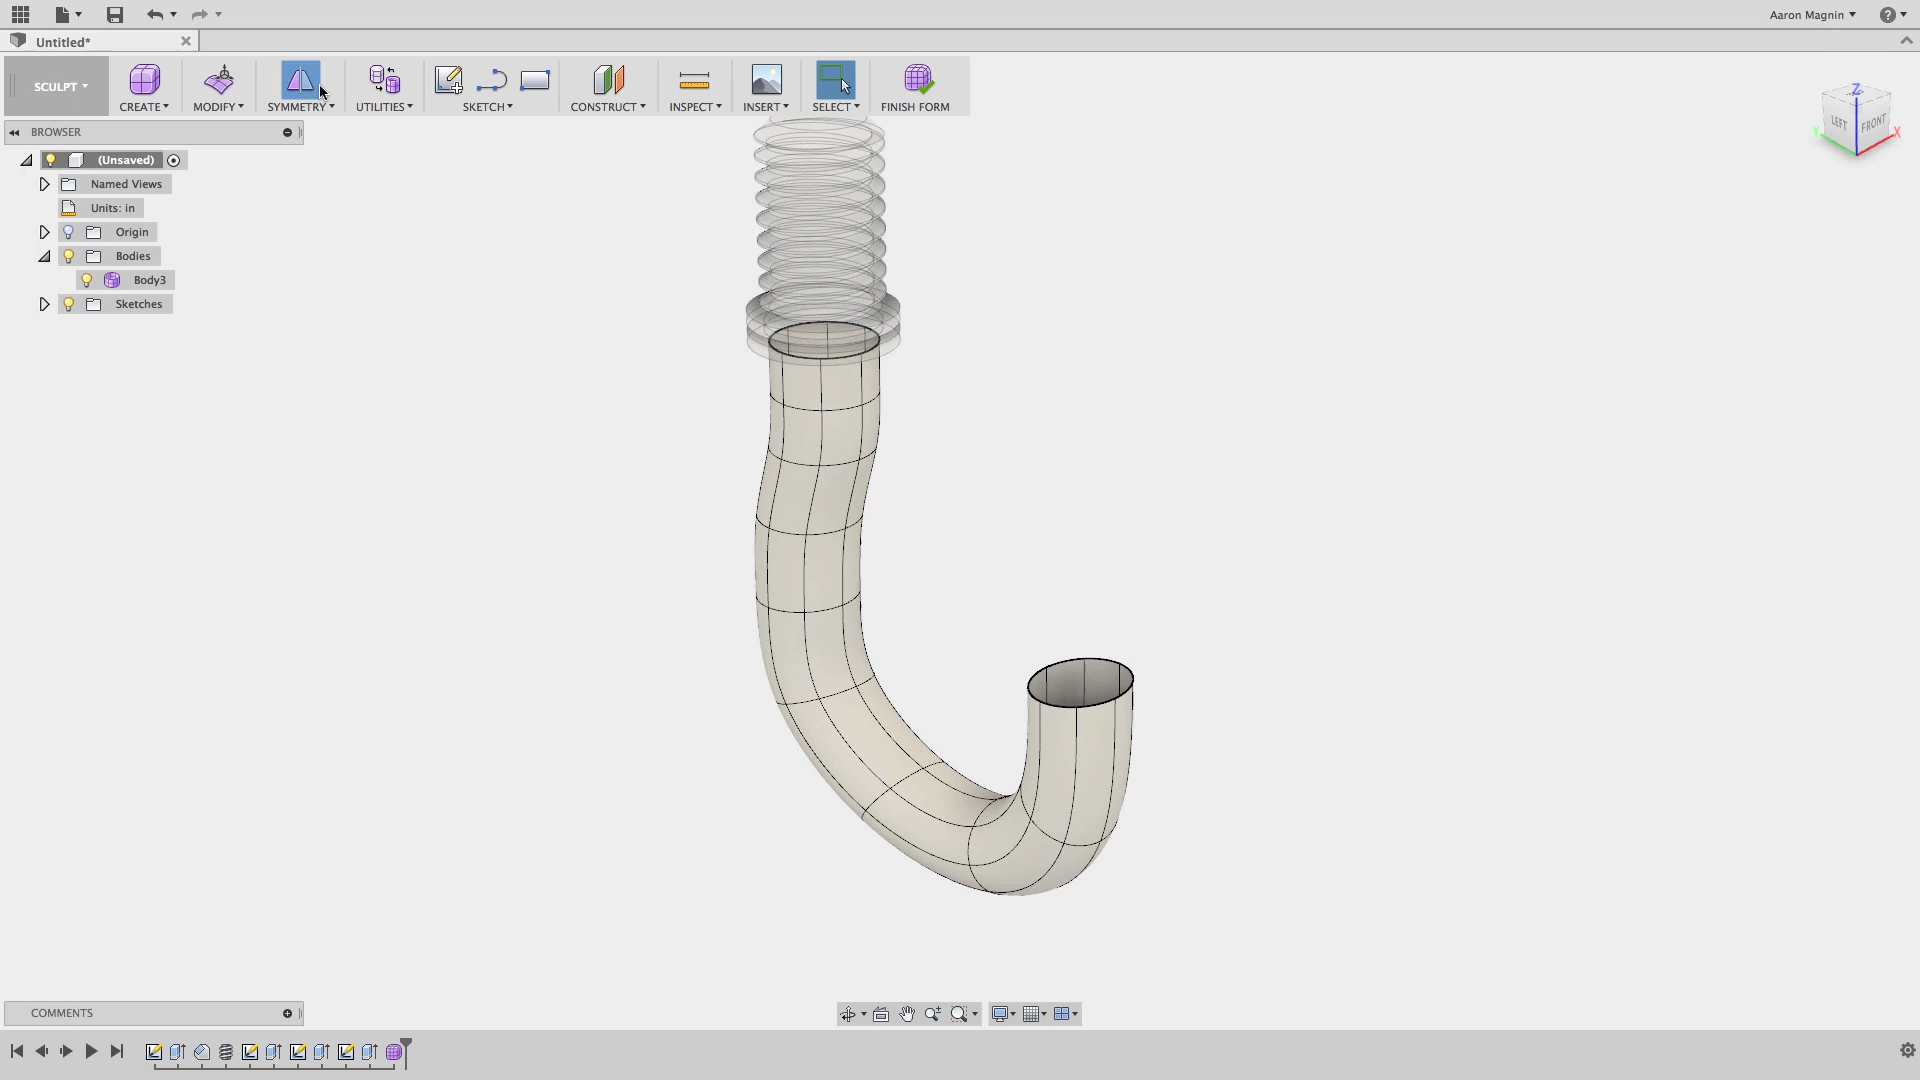 Aaron Magnin
Untitled*
SCULPT
CREATE
MODIFY
SYMMETRY
UTILITIES
SKETCH
CONSTRUCT
INSPECT
INSERT
SELECT
FINISH FORM
BROWSER
(Unsaved)
Named Views
Units: in
Origin
Bodies
Body3
Sketches
Z
LEFT
FRONT
Y
X
COMMENTS